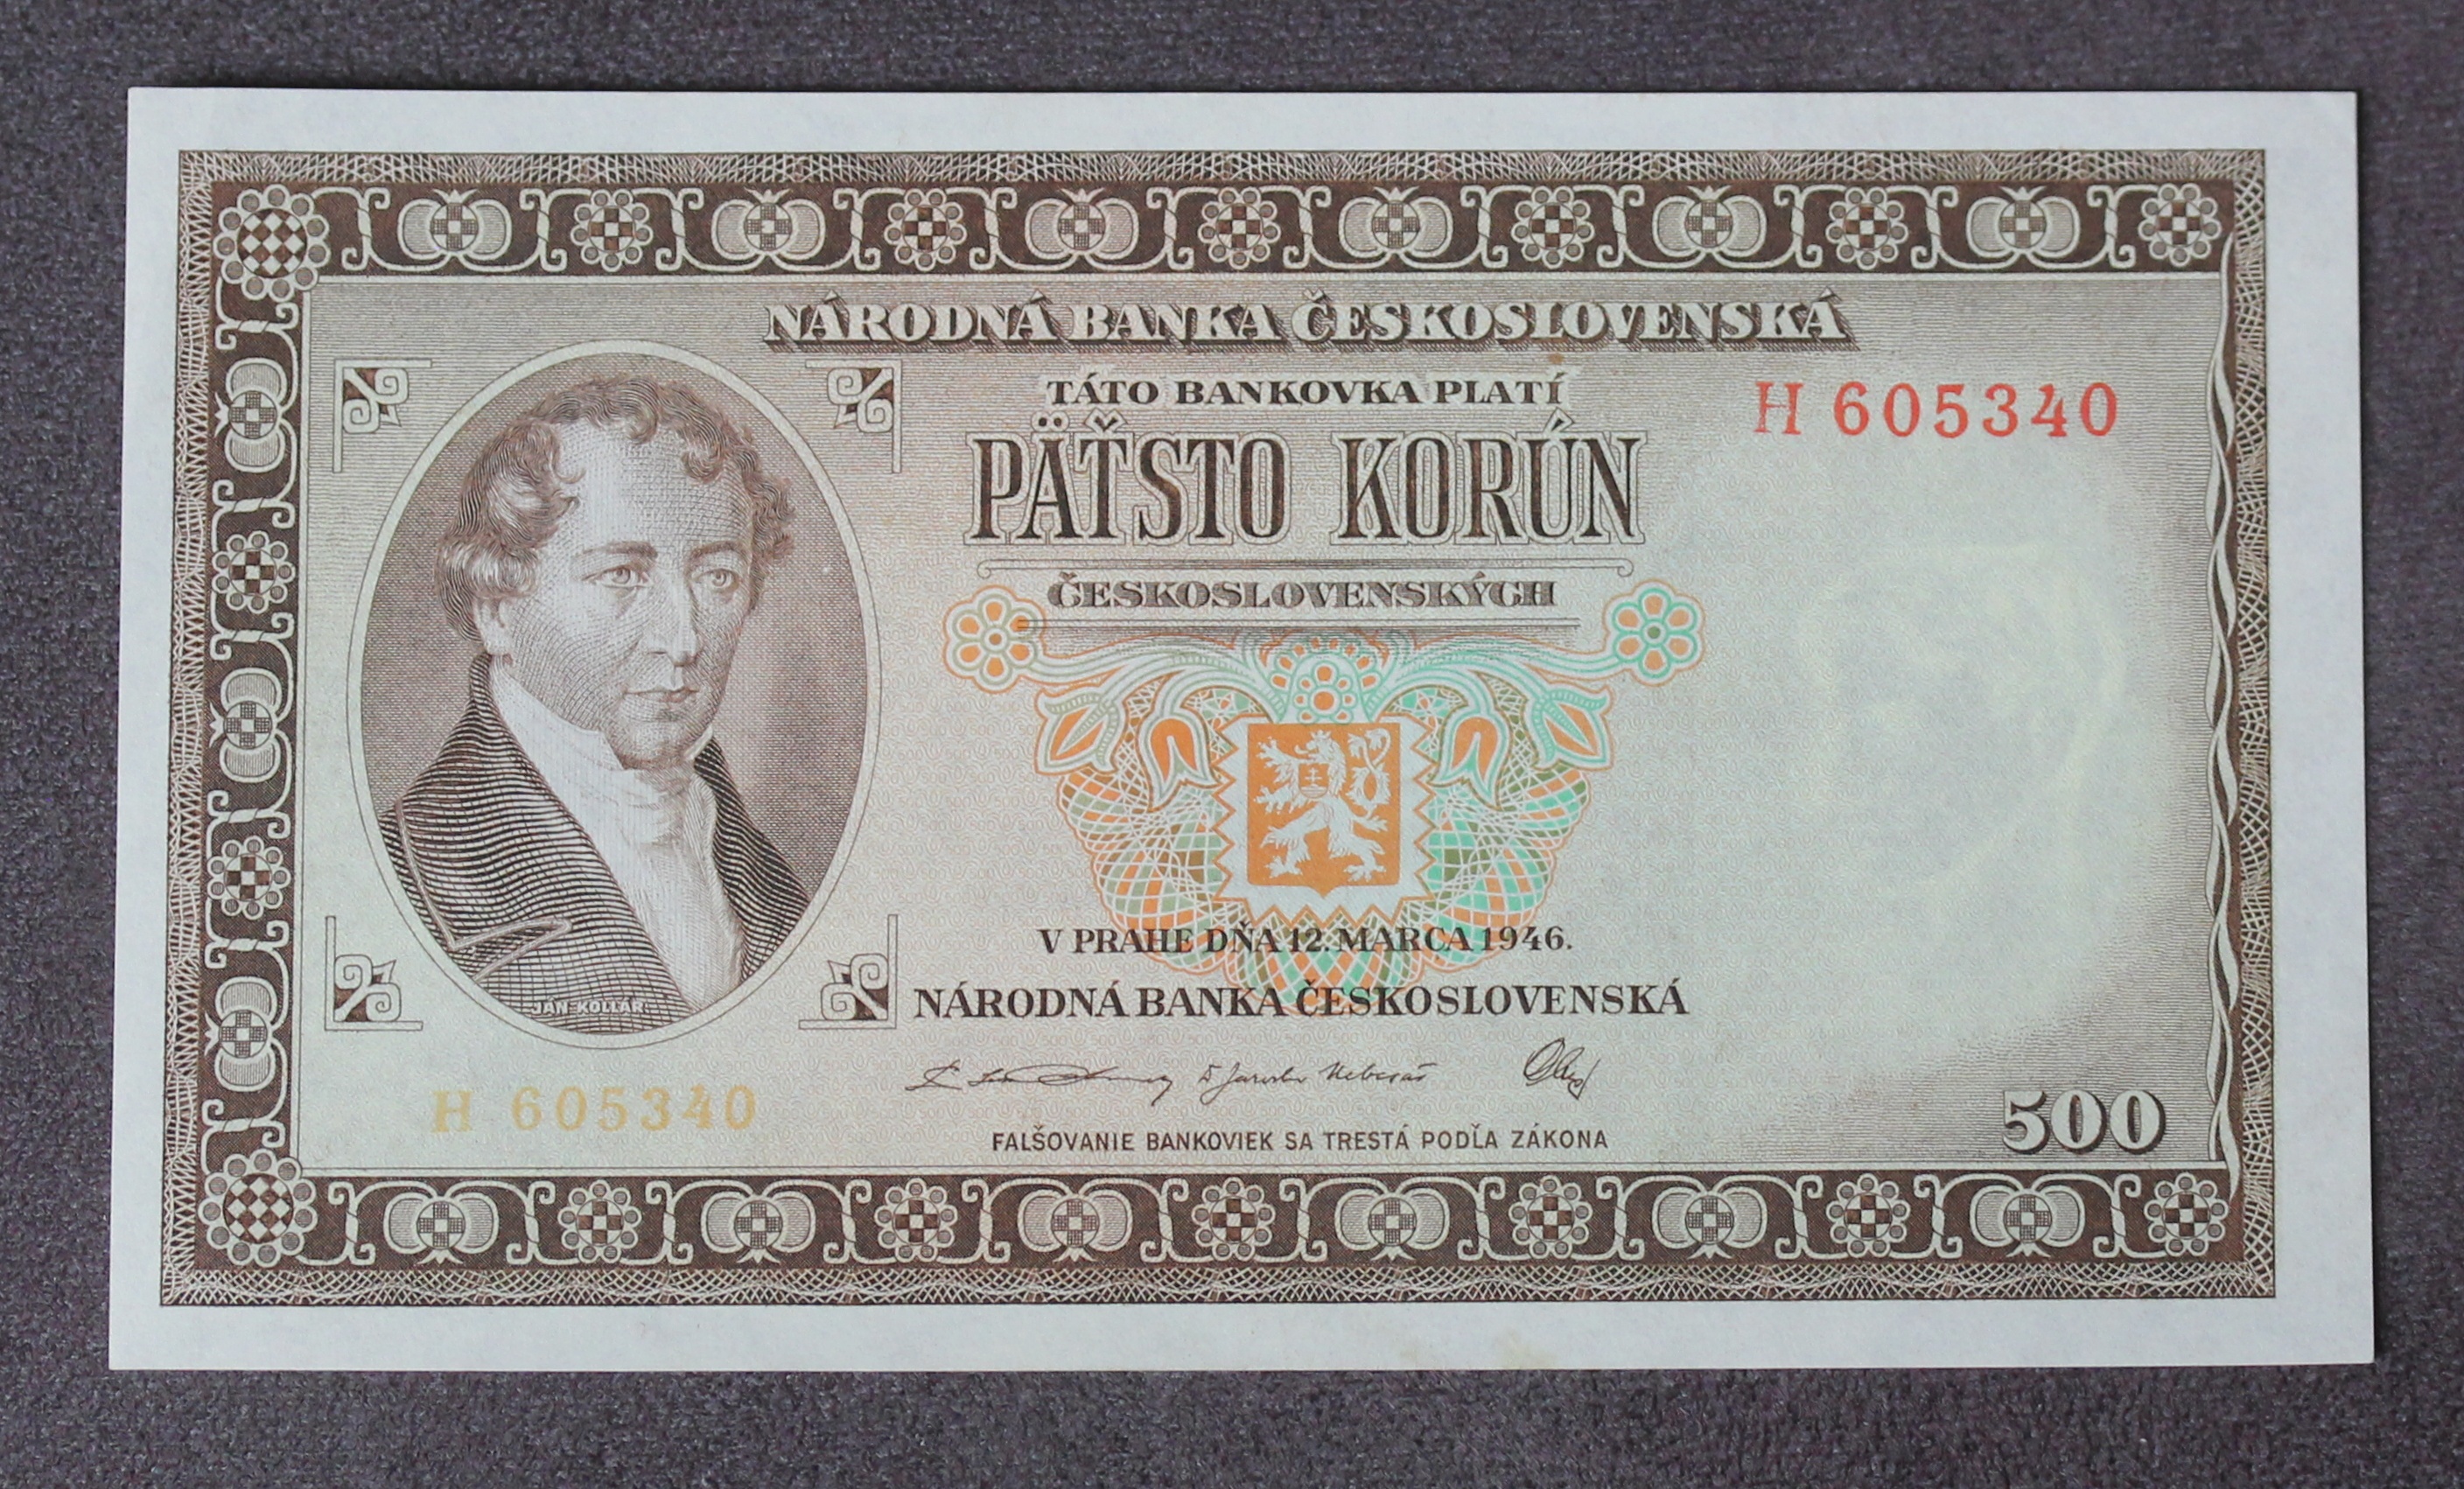 NÁRODNÁ BANKA ČESKOSLOVENSKÁ
TÁTO BANKOVKA PLATÍ
H 605340
PÄŤSTO KORÚN
ČESKOSLOVENSKÝCH
V PRAHE DŇA 12. MARCA 1946.
NÁRODNÁ BANKA ČESKOSLOVENSKÁ
JÁN KOLLÁR
H 605340
FALŠOVANIE BANKOVIEK SA TRESTÁ PODĽA ZÁKONA
500